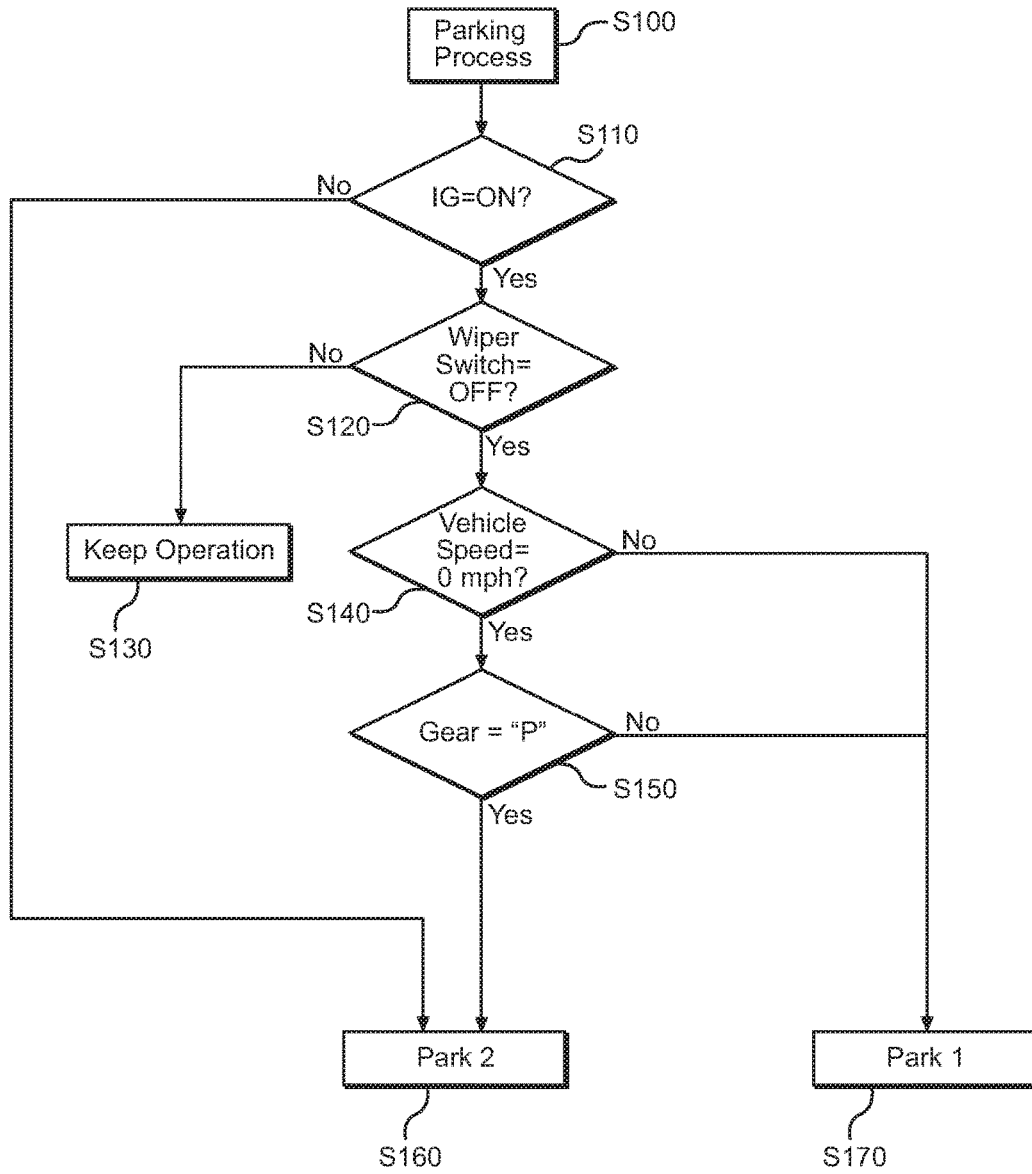 Parking
Process
S100
S110
IG=ON?
No
Yes
Wiper
Switch=
OFF?
No
S120
Yes
Keep Operation
S130
Vehicle
Speed=
0 mph?
No
S140
Yes
Gear = “P”
No
S150
Yes
Park 2
S160
Park 1
S170